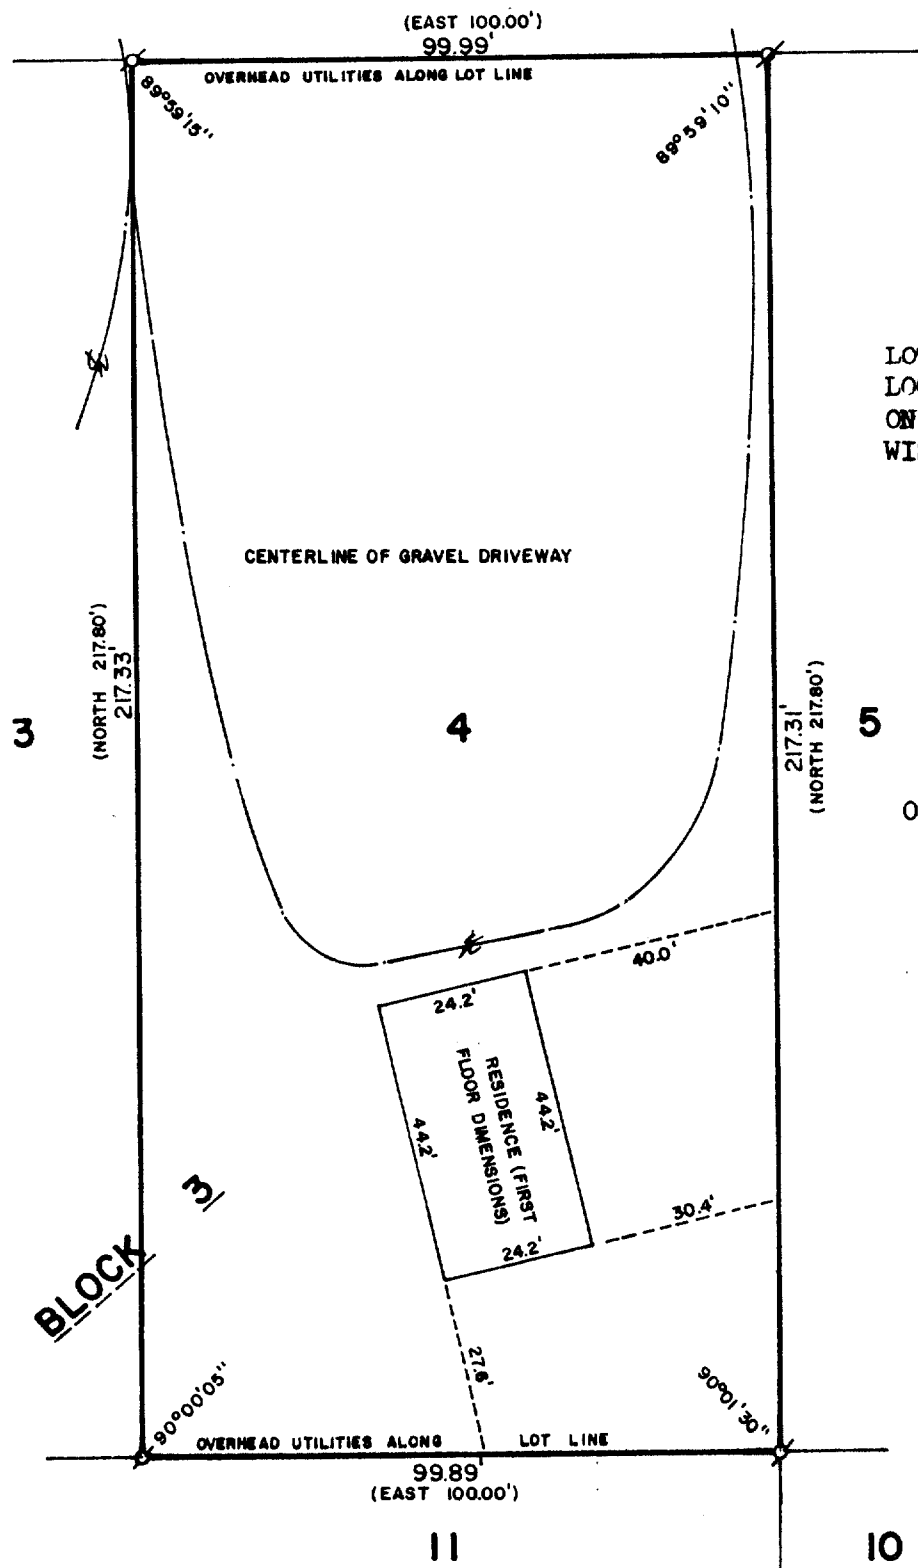 (EAST 100.00')
99.99'
OVERHEAD UTILITIES ALONG LOT LINE
89°59'15"
89°59'10"
CENTERLINE OF GRAVEL DRIVEWAY
(NORTH 217.80')
217.33'
3
4
217.31'
(NORTH 217.80')
5
40.0'
24.2'
44.2'
RESIDENCE (FIRST
FLOOR DIMENSIONS)
44.2'
3
30.4'
24.2'
BLOCK
27.6'
90°00'05"
90°01'30"
OVERHEAD UTILITIES ALONG LOT LINE
99.89'
(EAST 100.00')
11
10